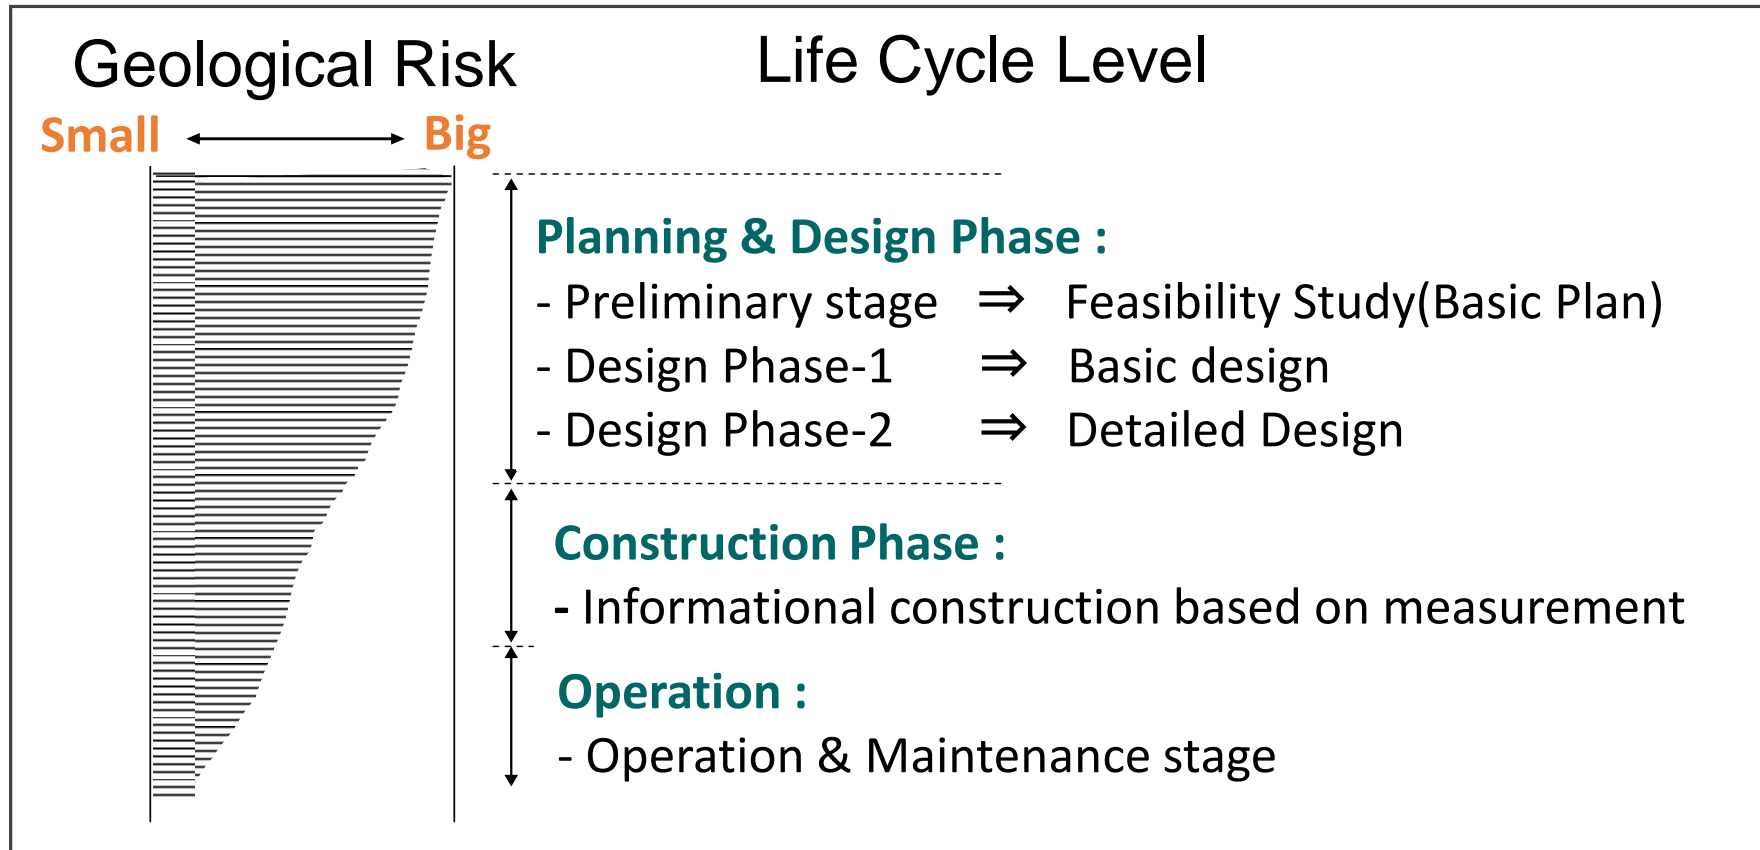 Geological Risk
Life Cycle Level
Small
Big
Planning & Design Phase :
- Preliminary stage ⇒ Feasibility Study(Basic Plan)
- Design Phase-1 ⇒ Basic design
- Design Phase-2 ⇒ Detailed Design
Construction Phase :
- Informational construction based on measurement
Operation :
- Operation & Maintenance stage